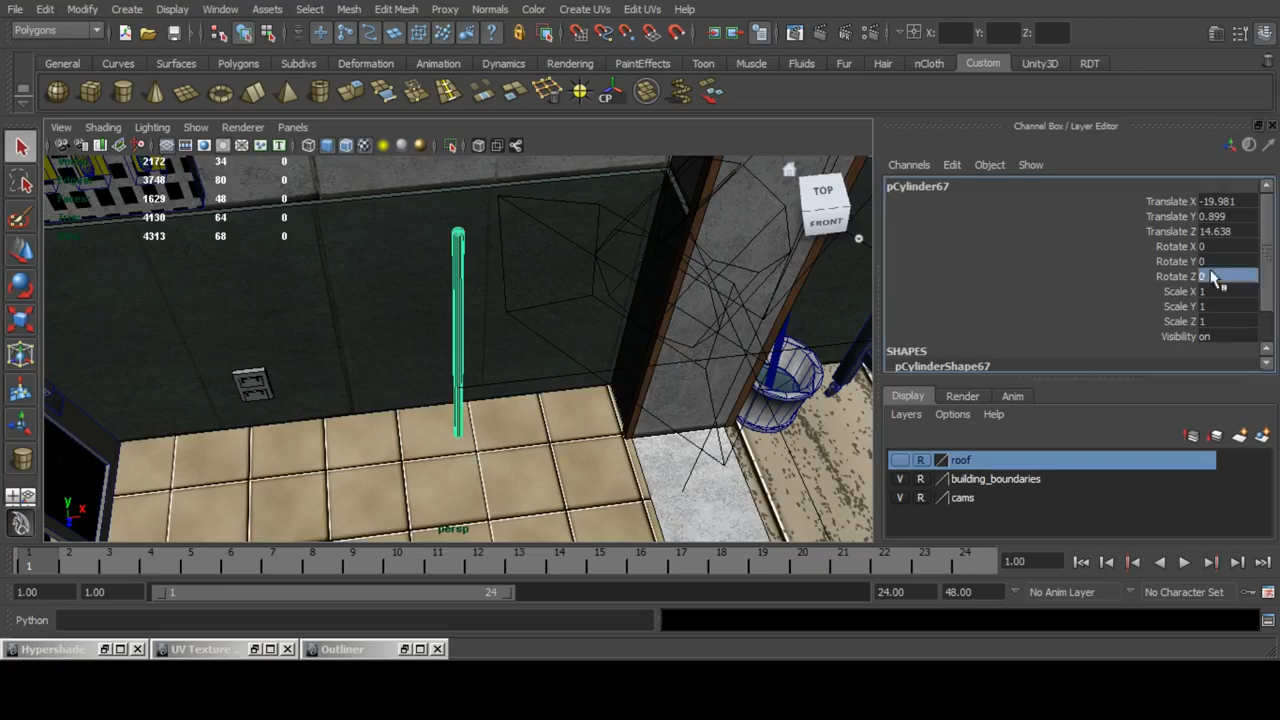 File Edit Modify Create Display Window Assets Select Mesh Edit Mesh Proxy Normals Color Create UVs Edit UVs Help
Polygons X: Y: Z:
General Curves Surfaces Polygons Subdivs Deformation Animation Dynamics Rendering PaintEffects Toon Muscle Fluids Fur Hair nCloth Custom Unity3D RDT
CP
View Shading Lighting Show Renderer Panels
Channel Box / Layer Editor
2172 34 0
3748 80 0
1629 48 0
4130 64 0
4313 68 0
TOP
FRONT
y
x
z
persp
Channels Edit Object Show
pCylinder67
Translate X -19.981
Translate Y 0.899
Translate Z 14.638
Rotate X 0
Rotate Y 0
Rotate Z 0
Scale X 1
Scale Y 1
Scale Z 1
Visibility on
SHAPES
pCylinderShape67
Display Render Anim
Layers Options Help
R roof
V R building_boundaries
V R cams
1 2 3 4 5 6 7 8 9 10 11 12 13 14 15 16 17 18 19 20 21 22 23 24 1.00
1
1.00 1.00 1 24 24.00 48.00 No Anim Layer No Character Set
Python
Hypershade UV Texture ... Outliner